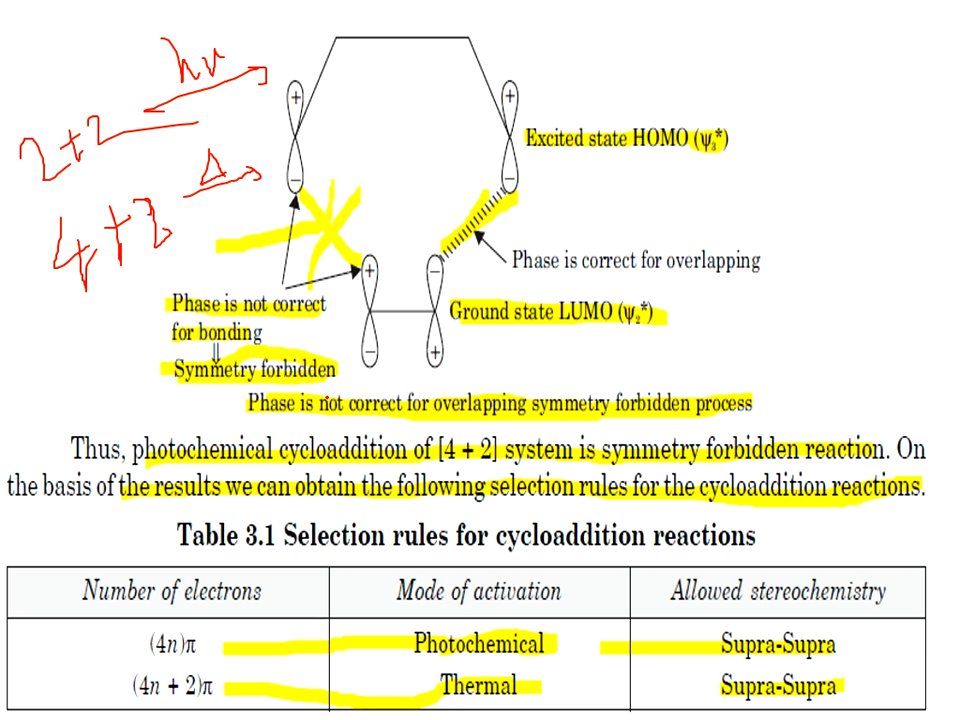 hν
2+2
Δ
4+2
+
+
−
−
Excited state HOMO (ψ₃*)
Phase is correct for overlapping
+
−
Phase is not correct
for bonding
⇓
Symmetry forbidden
Ground state LUMO (ψ₂*)
−
+
Phase is not correct for overlapping symmetry forbidden process
Thus, photochemical cycloaddition of [4 + 2] system is symmetry forbidden reaction. On
the basis of the results we can obtain the following selection rules for the cycloaddition reactions.
Table 3.1 Selection rules for cycloaddition reactions
Number of electrons Mode of activation Allowed stereochemistry
(4n)π Photochemical Supra-Supra
(4n + 2)π Thermal Supra-Supra